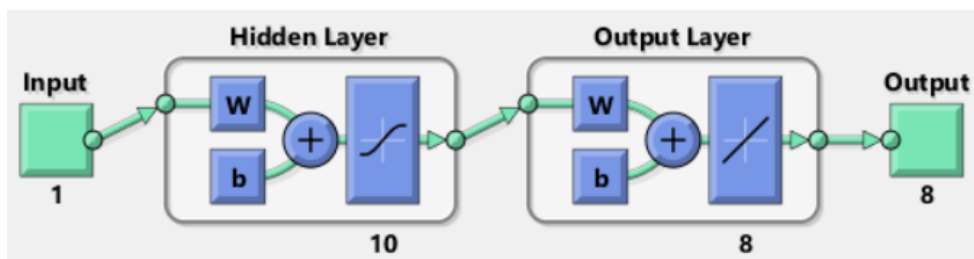 Hidden Layer
Output Layer
Input
Output
W
W
+
+
b
b
1
8
10
8